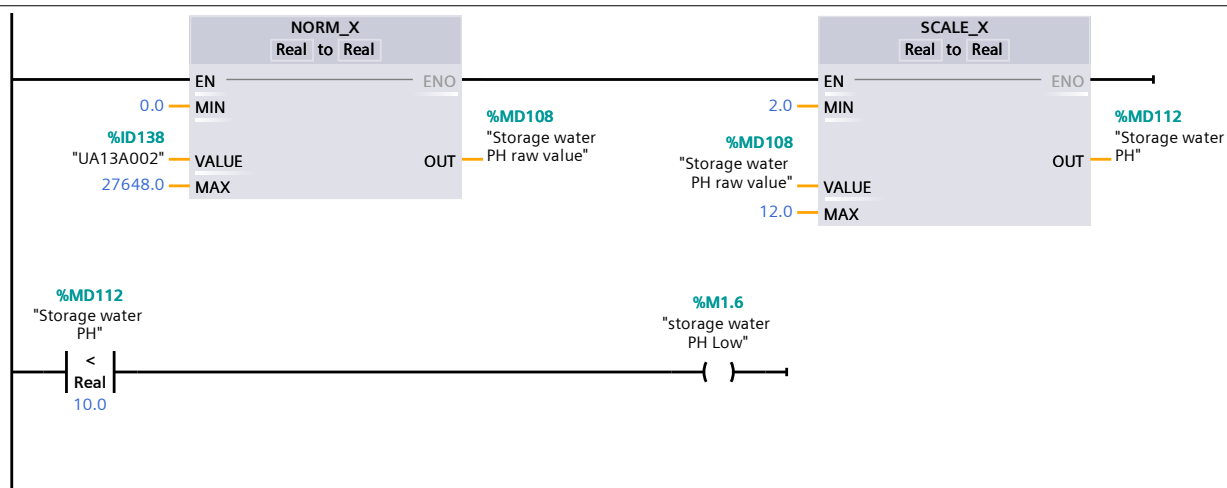 NORM_X
Real to Real
EN
ENO
0.0
MIN
%ID138
"UA13A002"
VALUE
27648.0
MAX
OUT
%MD108
"Storage water
PH raw value"
SCALE_X
Real to Real
EN
ENO
2.0
MIN
%MD108
"Storage water
PH raw value"
VALUE
12.0
MAX
OUT
%MD112
"Storage water
PH"
%MD112
"Storage water
PH"
<
Real
10.0
%M1.6
"storage water
PH Low"